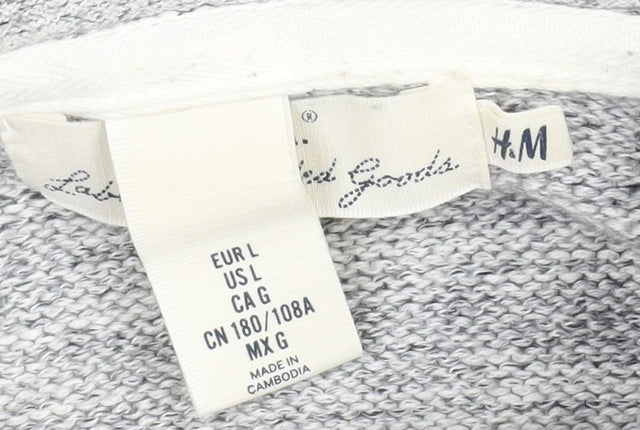 ®
Goods.
H&M
EUR L
US L
CA G
CN 180/108A
MX G
MADE IN
CAMBODIA